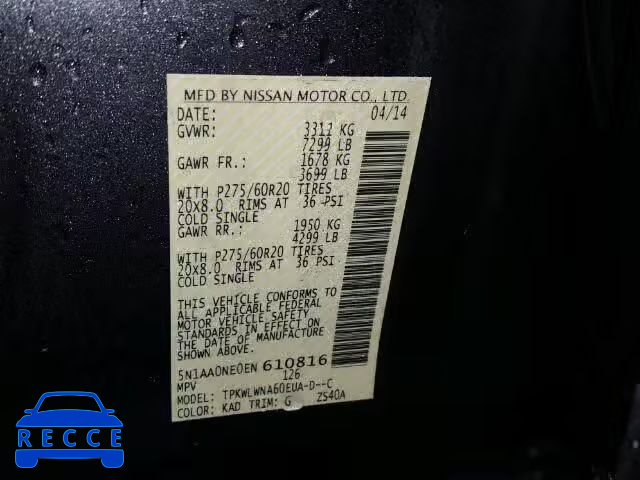 MFD BY NISSAN MOTOR CO., LTD.
DATE: 04/14
GVWR: 3311 KG
7299 LB
GAWR FR.: 1678 KG
3699 LB
WITH P275/60R20 TIRES
20X8.0 RIMS AT 36 PSI
COLD SINGLE
GAWR RR.: 1950 KG
4299 LB
WITH P275/60R20 TIRES
20X8.0 RIMS AT 36 PSI
COLD SINGLE
THIS VEHICLE CONFORMS TO
ALL APPLICABLE FEDERAL
MOTOR VEHICLE SAFETY
STANDARDS IN EFFECT ON
THE DATE OF MANUFACTURE
SHOWN ABOVE.
5N1AA0NE0EN 610816
MPV 126
MODEL: TPKWLWNA60EUA-D--C
COLOR: KAD TRIM: G ZS40A
RECCE